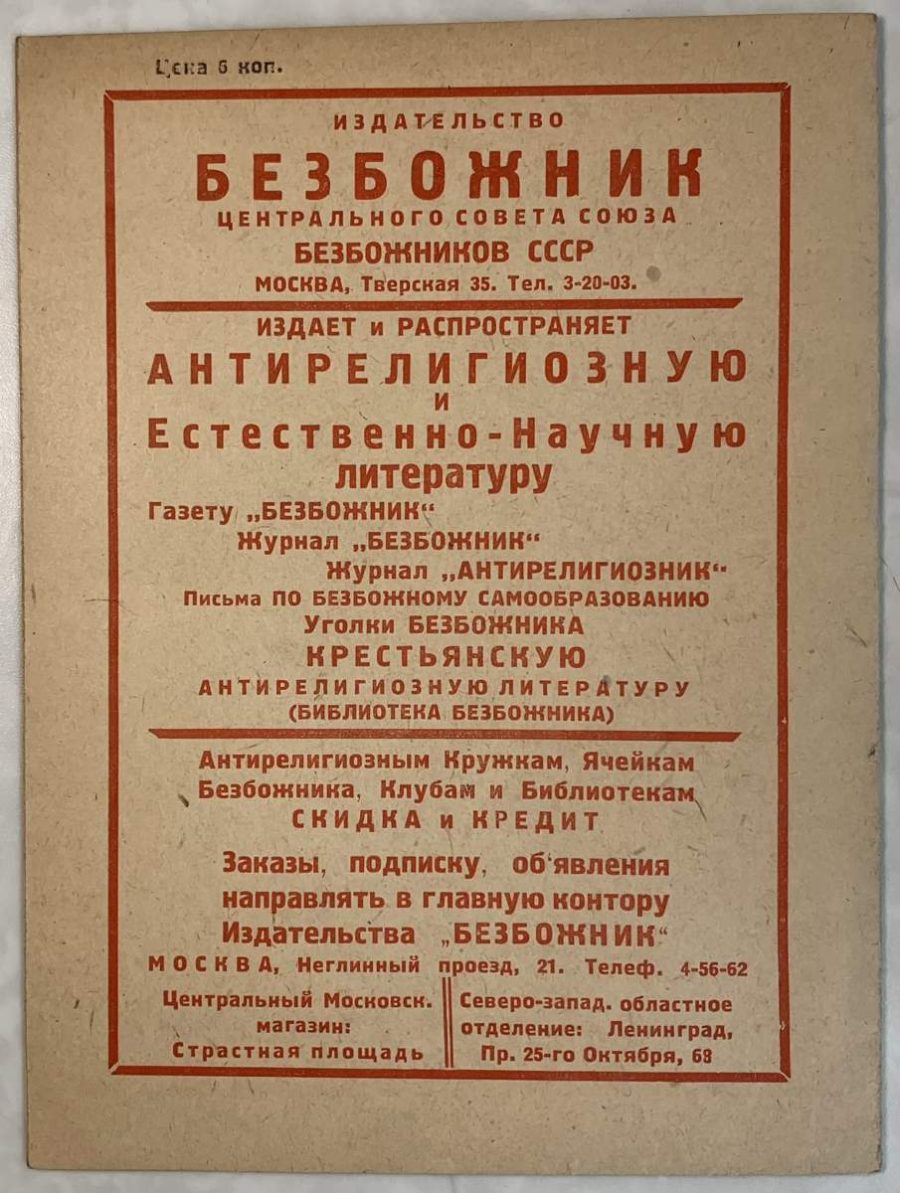 Цена 6 коп.
ИЗДАТЕЛЬСТВО
БЕЗБОЖНИК
ЦЕНТРАЛЬНОГО СОВЕТА СОЮЗА
БЕЗБОЖНИКОВ СССР
МОСКВА, Тверская 35. Тел. 3-20-03.
ИЗДАЕТ и РАСПРОСТРАНЯЕТ
АНТИРЕЛИГИОЗНУЮ
И
Естественно-Научную
литературу
Газету „БЕЗБОЖНИК“
Журнал „БЕЗБОЖНИК“
Журнал „АНТИРЕЛИГИОЗНИК“
Письма ПО БЕЗБОЖНОМУ САМООБРАЗОВАНИЮ
Уголки БЕЗБОЖНИКА
КРЕСТЬЯНСКУЮ
АНТИРЕЛИГИОЗНУЮ ЛИТЕРАТУРУ
(БИБЛИОТЕКА БЕЗБОЖНИКА)
Антирелигиозным Кружкам, Ячейкам
Безбожника, Клубам и Библиотекам
СКИДКА и КРЕДИТ
Заказы, подписку, об'явления
направлять в главную контору
Издательства „БЕЗБОЖНИК“
МОСКВА, Неглинный проезд, 21. Телеф. 4-56-62
Центральный Московск.
магазин:
Страстная площадь
Северо-запад. областное
отделение: Ленинград,
Пр. 25-го Октября, 68